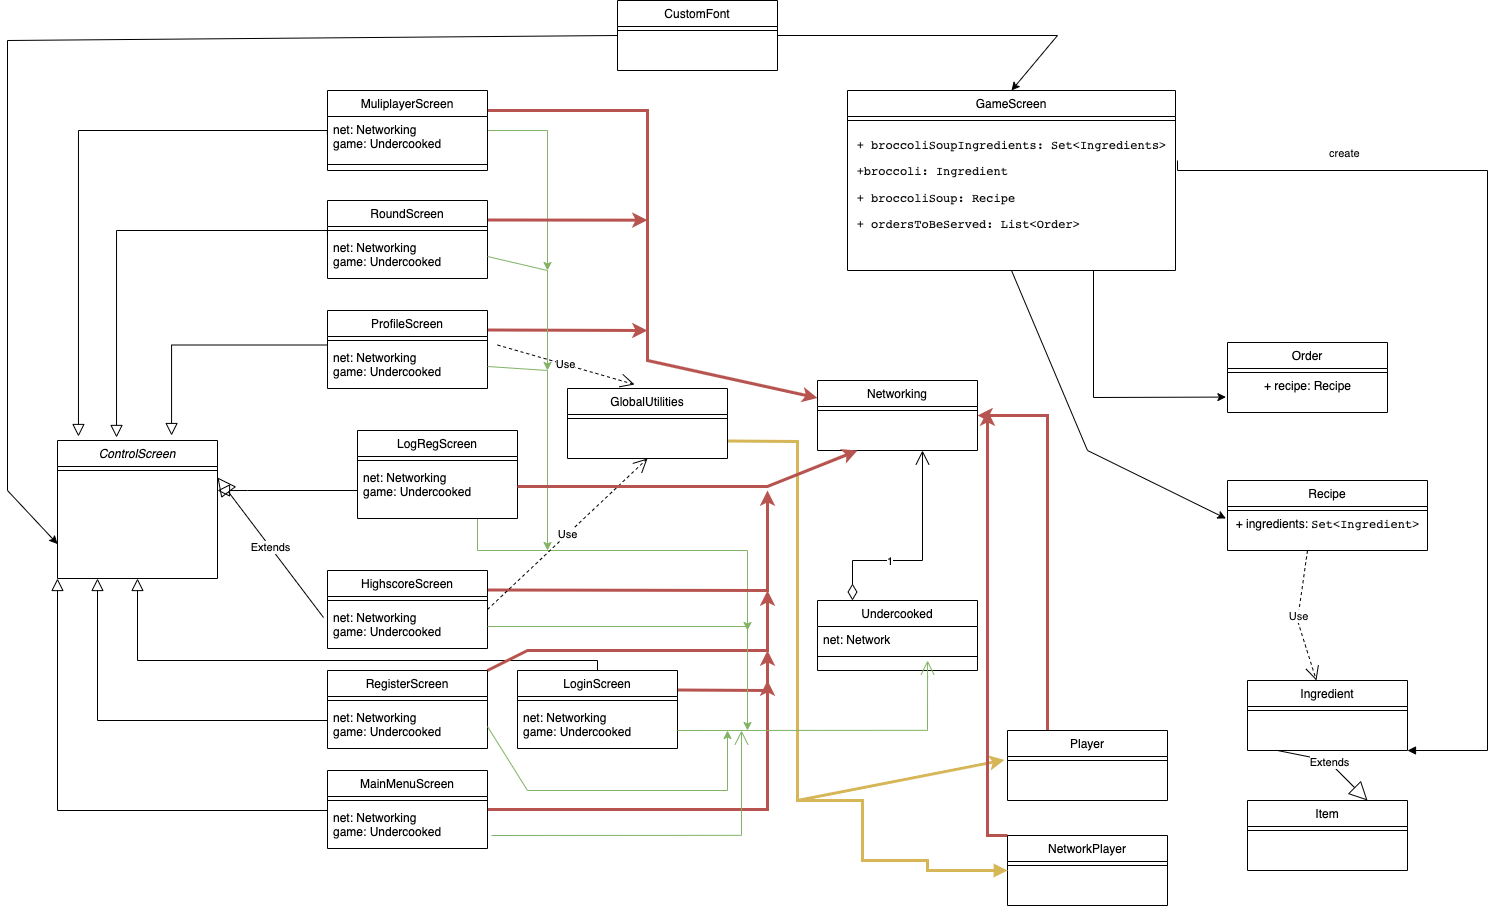 CustomFont
MuliplayerScreen
net: Networking
game: Undercooked
GameScreen
+ broccoliSoupIngredients: Set<Ingredients>
+broccoli: Ingredient
+ broccoliSoup: Recipe
+ ordersToBeServed: List<Order>
create
RoundScreen
net: Networking
game: Undercooked
ProfileScreen
net: Networking
game: Undercooked
Use
Order
+ recipe: Recipe
GlobalUtilities
Networking
ControlScreen
LogRegScreen
net: Networking
game: Undercooked
Recipe
+ ingredients: Set<Ingredient>
Extends
Use
1
HighscoreScreen
net: Networking
game: Undercooked
Undercooked
net: Network
Use
RegisterScreen
net: Networking
game: Undercooked
LoginScreen
net: Networking
game: Undercooked
Ingredient
Player
Extends
MainMenuScreen
net: Networking
game: Undercooked
Item
NetworkPlayer